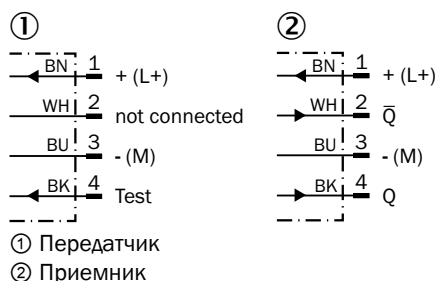 ① ②
BN 1 + (L+)
WH 2 not connected
BU 3 - (M)
BK 4 Test
BN 1 + (L+)
WH 2 Q̅
BU 3 - (M)
BK 4 Q
① Передатчик
② Приемник